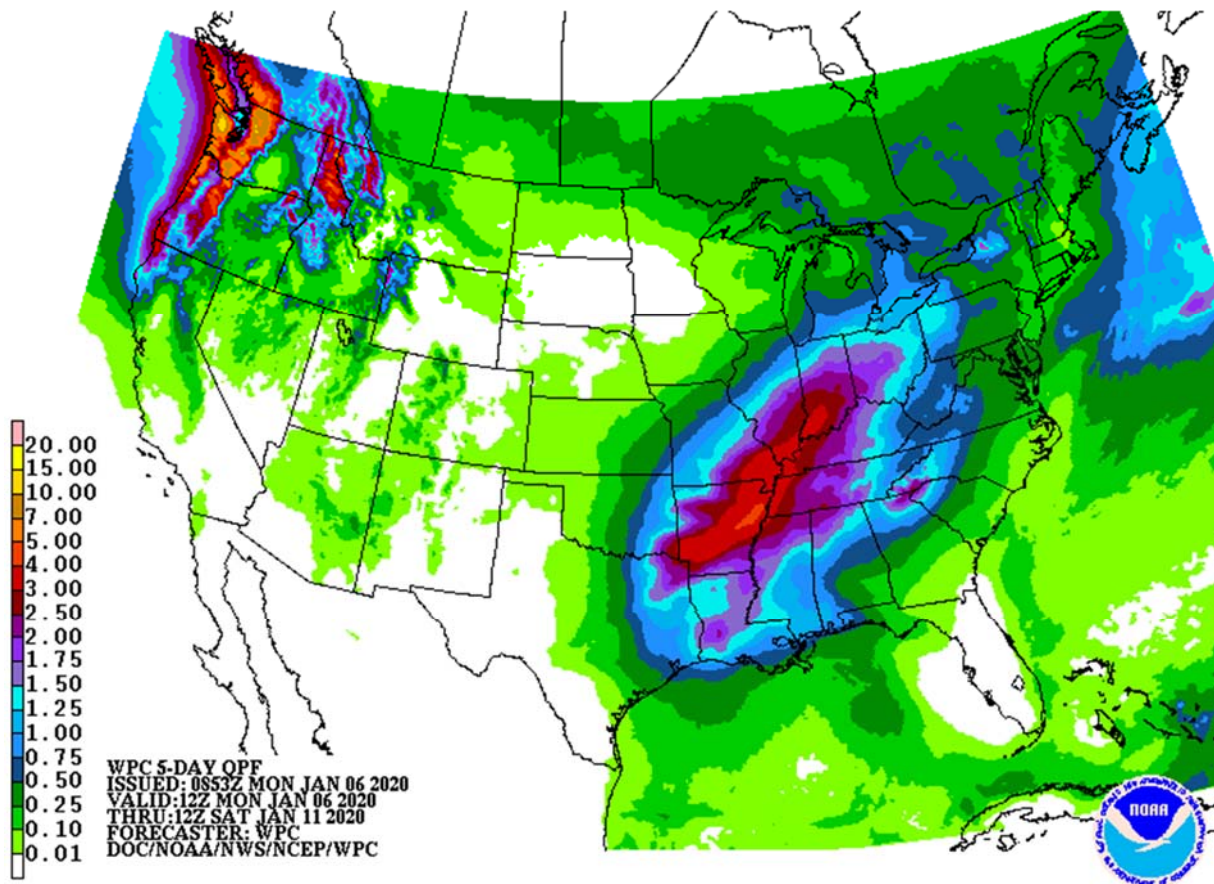 20.00
15.00
10.00
7.00
5.00
4.00
3.00
2.50
2.00
1.75
1.50
1.25
1.00
0.75
0.50
0.25
0.10
0.01
WPC 5-DAY QPF
ISSUED: 0853Z MON JAN 06 2020
VALID:12Z MON JAN 06 2020
THRU:12Z SAT JAN 11 2020
FORECASTER: WPC
DOC/NOAA/NWS/NCEP/WPC
NOAA